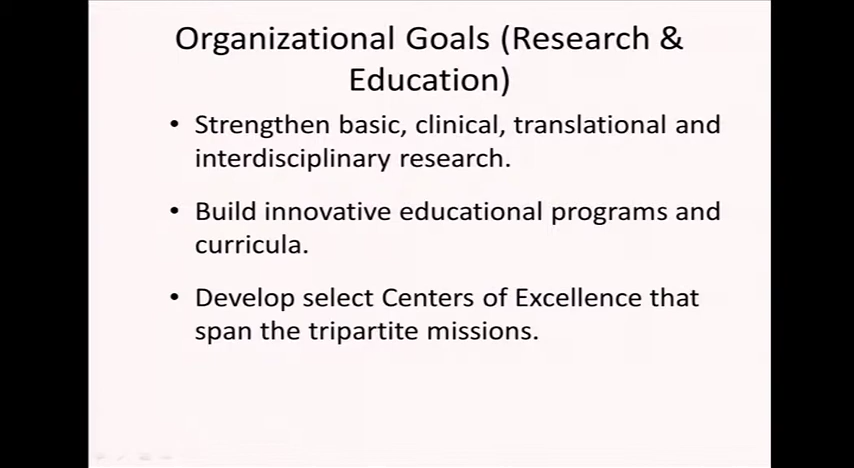 Organizational Goals (Research &
Education)
• Strengthen basic, clinical, translational and
interdisciplinary research.
• Build innovative educational programs and
curricula.
• Develop select Centers of Excellence that
span the tripartite missions.